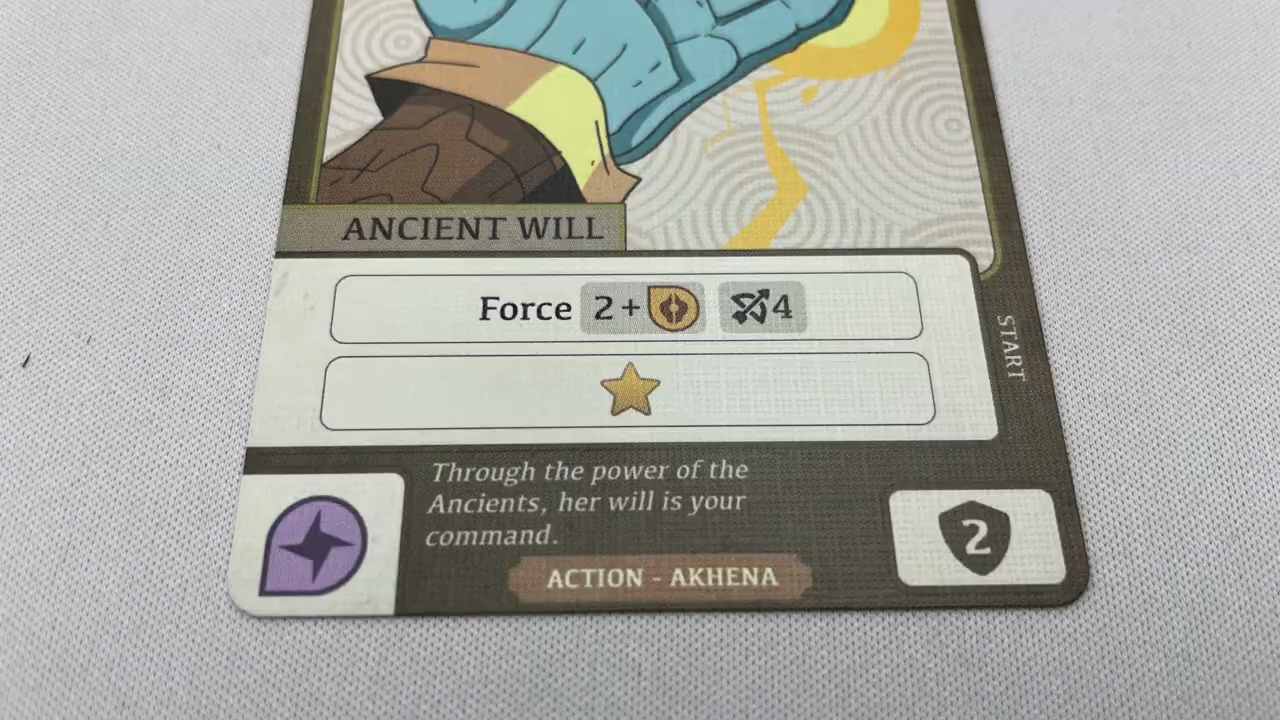 ANCIENT WILL
Force 2+ 4
START
Through the power of the
Ancients, her will is your
command.
2
ACTION - AKHENA